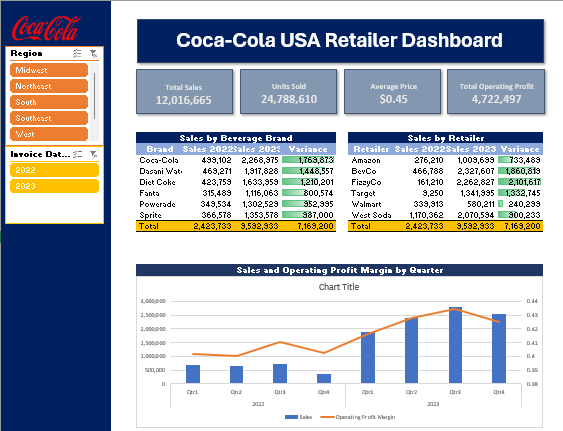 Coca-Cola
Region
Midwest
Northeast
South
Southeast
West
Invoice Dat...
2022
2023
Coca-Cola USA Retailer Dashboard
Total Sales
12,016,665
Units Sold
24,788,610
Average Price
$0.45
Total Operating Profit
4,722,497
Sales by Beverage Brand
Brand Sales 2022 Sales 2023 Variance
Coca-Cola 499,102 2,268,975 1,769,873
Dasani Wat 469,271 1,917,828 1,448,557
Diet Coke 423,759 1,633,959 1,210,201
Fanta 315,489 1,116,063 800,574
Powerade 349,534 1,302,529 952,995
Sprite 366,578 1,353,578 987,000
Total 2,423,733 9,592,933 7,169,200
Sales by Retailer
Retailer Sales 2022 Sales 2023 Variance
Amazon 276,210 1,009,699 733,489
BevCo 466,788 2,327,607 1,860,819
FizzyCo 161,210 2,262,827 2,101,617
Target 9,250 1,341,995 1,332,745
Walmart 339,913 580,211 240,299
West Soda 1,170,362 2,070,594 900,233
Total 2,423,733 9,592,933 7,169,200
Sales and Operating Profit Margin by Quarter
Chart Title
3,000,000
2,500,000
2,000,000
1,500,000
1,000,000
500,000
0
0.44
0.43
0.42
0.41
0.4
0.39
0.38
Qtr1 Qtr2 Qtr3 Qtr4 Qtr1 Qtr2 Qtr3 Qtr4
2022 2023
Sales Operating Profit Margin